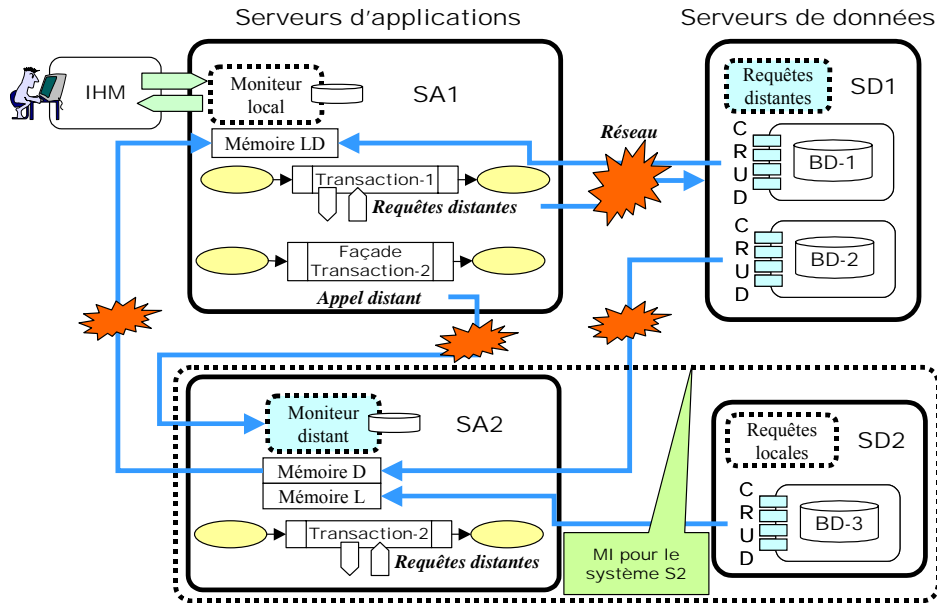 Serveurs d'applications
Serveurs de données
IHM
Moniteur
local
SA1
Mémoire LD
Transaction-1
Requêtes distantes
Façade
Transaction-2
Appel distant
Réseau
Requêtes
distantes
SD1
C
R
U
D
BD-1
C
R
U
D
BD-2
Moniteur
distant
SA2
Mémoire D
Mémoire L
Transaction-2
Requêtes distantes
MI pour le
système S2
Requêtes
locales
SD2
C
R
U
D
BD-3